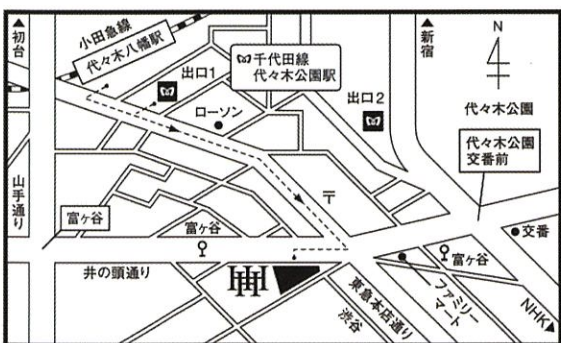 ▲初台
小田急線
代々木八幡駅
出口1
千代田線
代々木公園駅
▲新宿
N
ローソン
出口2
代々木公園
代々木公園
交番前
山手通り
〒
富ヶ谷
富ヶ谷
富ヶ谷
交番
井の頭通り
HH
東急本店通り
渋谷
ファミリー
マート
NHK▲